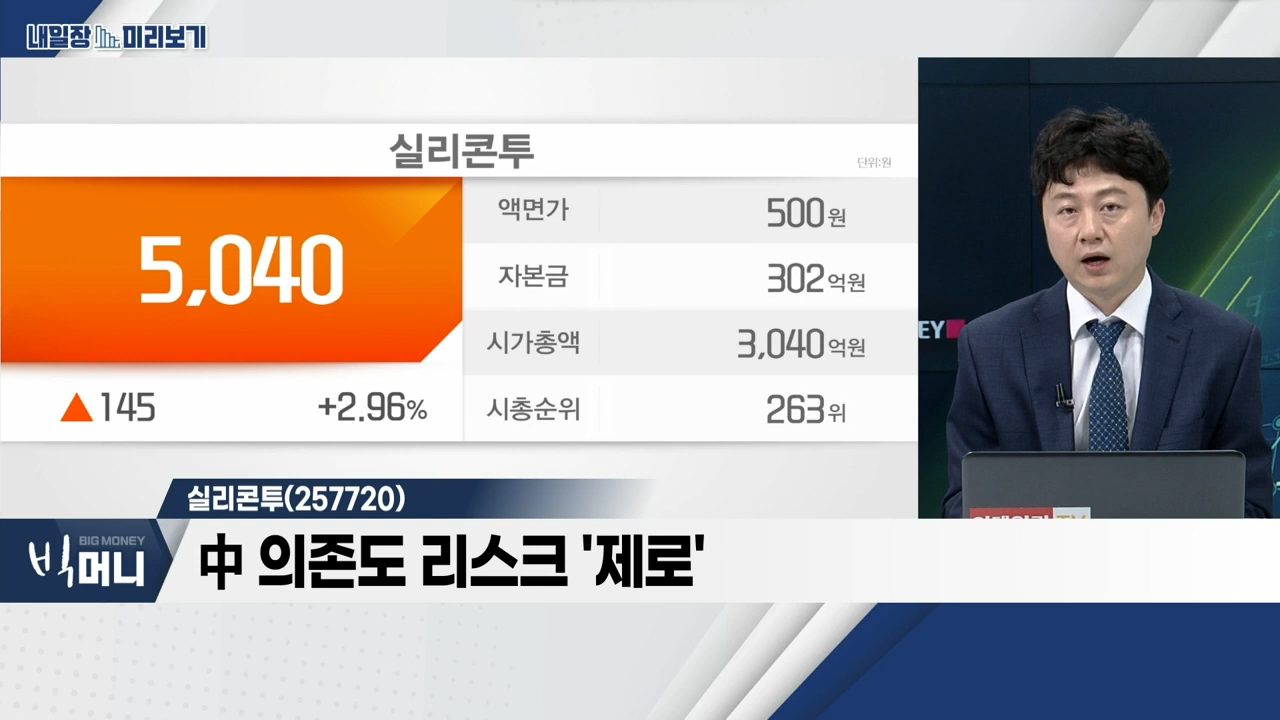 내일장 미리보기
실리콘투
단위:원
5,040
▲145 +2.96%
액면가 500원
자본금 302억원
시가총액 3,040억원
시총순위 263위
EY
실리콘투(257720)
BIG MONEY
빅머니
中 의존도 리스크 '제로'